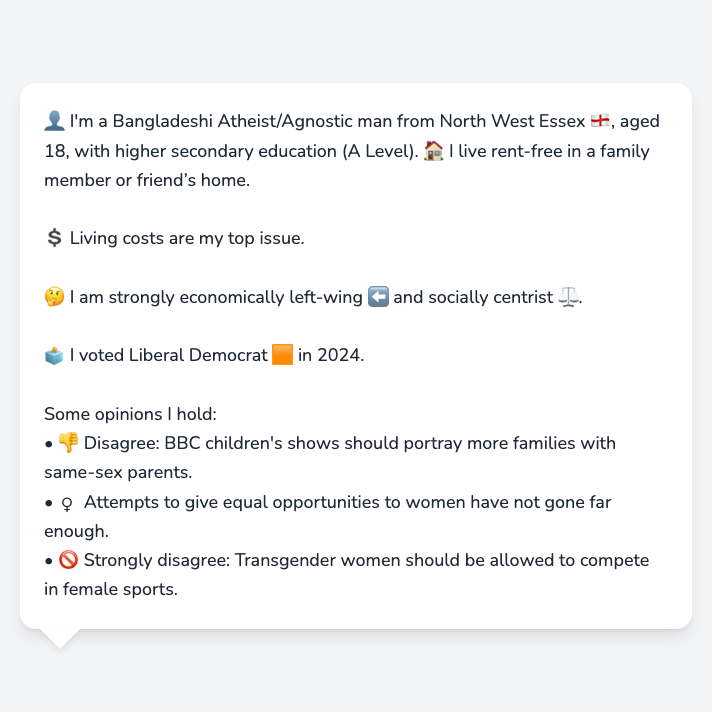 👤 I'm a Bangladeshi Atheist/Agnostic man from North West Essex 🏴󠁧󠁢󠁥󠁮󠁧󠁿, aged
18, with higher secondary education (A Level). 🏠 I live rent-free in a family
member or friend’s home.
💲 Living costs are my top issue.
🤔 I am strongly economically left-wing ⬅️ and socially centrist ⚖️.
🗳️ I voted Liberal Democrat 🟧 in 2024.
Some opinions I hold:
• 👎 Disagree: BBC children's shows should portray more families with
same-sex parents.
• ♀ Attempts to give equal opportunities to women have not gone far
enough.
• 🚫 Strongly disagree: Transgender women should be allowed to compete
in female sports.